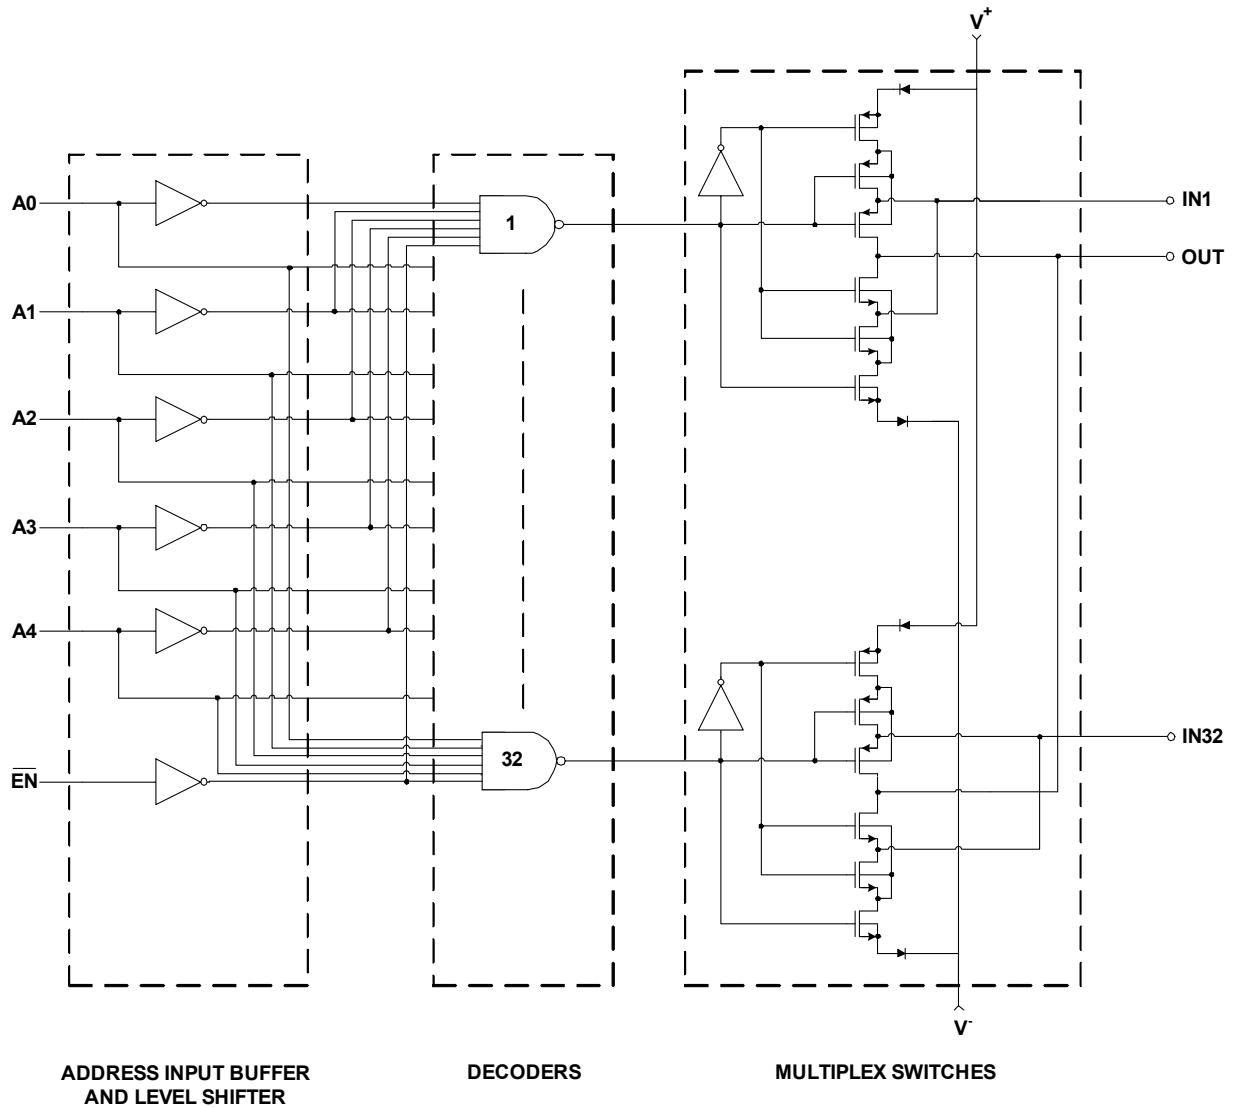 V+
A0
1
IN1
OUT
A1
A2
A3
A4
32
IN32
EN
V-
ADDRESS INPUT BUFFER
AND LEVEL SHIFTER
DECODERS
MULTIPLEX SWITCHES